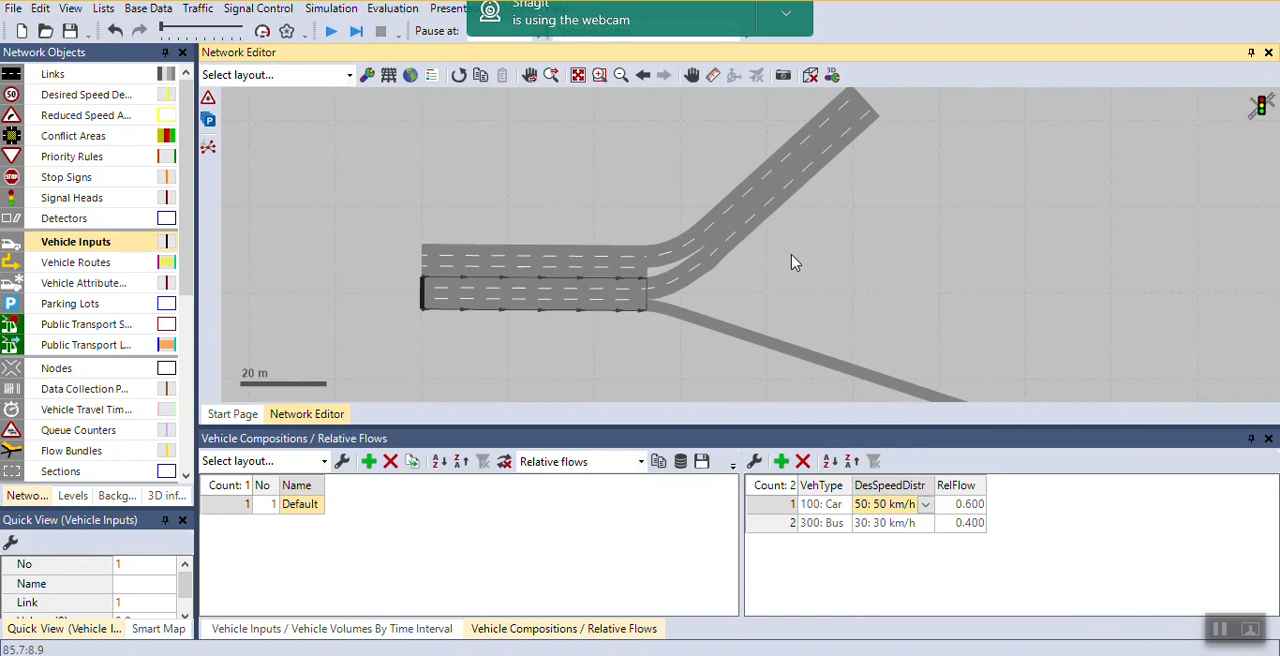 File Edit View Lists Base Data Traffic Signal Control Simulation Evaluation Presenta
Snagit
is using the webcam
Pause at:
Network Objects
Network Editor
Links
Select layout...
3D
50 Desired Speed De...
Reduced Speed A...
Conflict Areas
Priority Rules
STOP Stop Signs
Signal Heads
Detectors
Vehicle Inputs
Vehicle Routes
Vehicle Attribute...
P Parking Lots
Public Transport S...
Public Transport L...
Nodes
Data Collection P...
Vehicle Travel Tim...
Queue Counters
Flow Bundles
Sections
P
20 m
Start Page Network Editor
Netwo... Levels Backg... 3D inf...
Quick View (Vehicle Inputs)
No 1
Name
Link 1
Quick View (Vehicle I... Smart Map
Vehicle Compositions / Relative Flows
Select layout... Relative flows
Count: 1 No Name
1 1 Default
Count: 2 VehType DesSpeedDistr RelFlow
1 100: Car 50: 50 km/h 0.600
2 300: Bus 30: 30 km/h 0.400
Vehicle Inputs / Vehicle Volumes By Time Interval Vehicle Compositions / Relative Flows
85.7:8.9